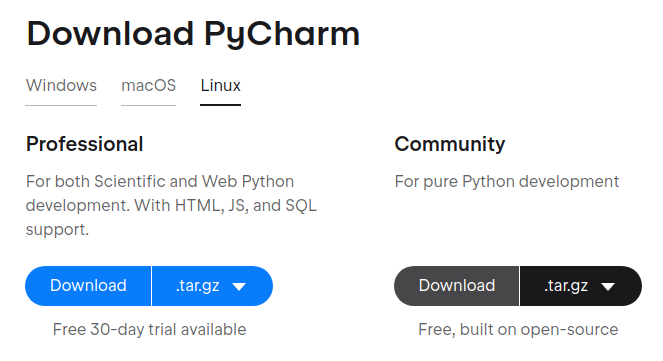 Download PyCharm
Windows macOS Linux
Professional
For both Scientific and Web Python
development. With HTML, JS, and SQL
support.
Download .tar.gz
Free 30-day trial available
Community
For pure Python development
Download .tar.gz
Free, built on open-source